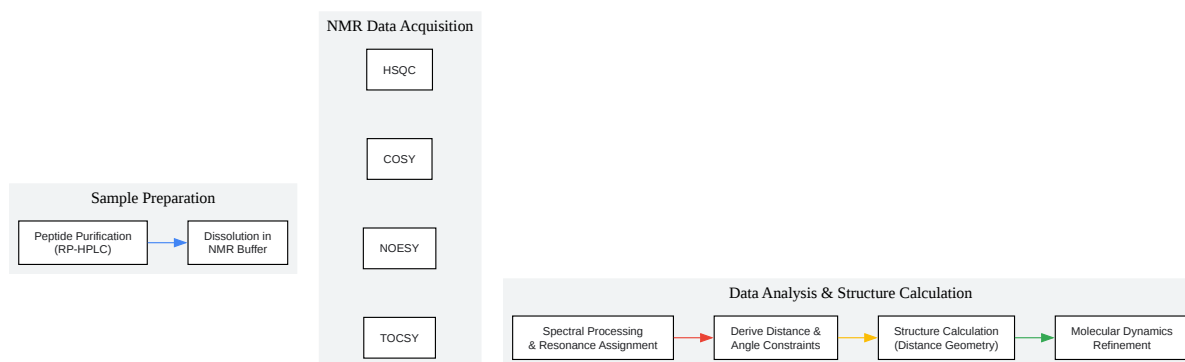 NMR Data Acquisition
HSQC
COSY
NOESY
TOCSY
Sample Preparation
Peptide Purification
(RP-HPLC)
Dissolution in
NMR Buffer
Data Analysis & Structure Calculation
Spectral Processing
& Resonance Assignment
Derive Distance &
Angle Constraints
Structure Calculation
(Distance Geometry)
Molecular Dynamics
Refinement